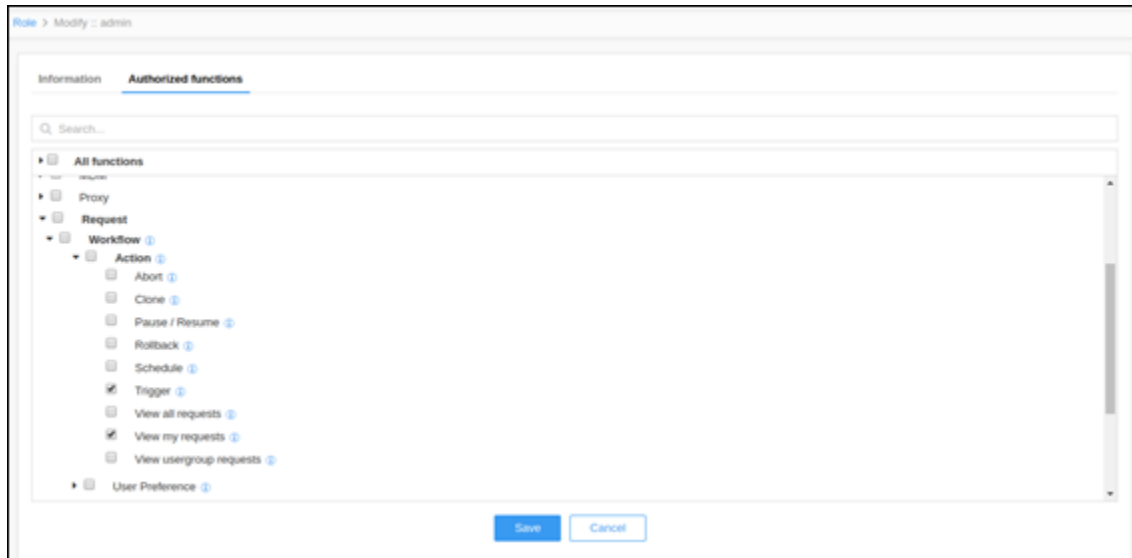 Role > Modify :: admin
Information Authorized functions
Search...
All functions
MDM
Proxy
Request
Workflow
Action
Abort
Clone
Pause / Resume
Rollback
Schedule
Trigger
View all requests
View my requests
View usergroup requests
User Preference
Save Cancel